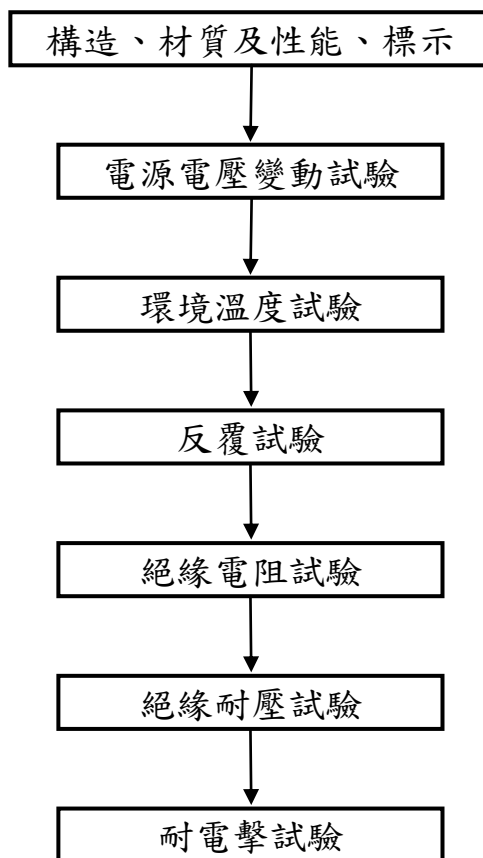 構造、材質及性能、標示
電源電壓變動試驗
環境溫度試驗
反覆試驗
絕緣電阻試驗
絕緣耐壓試驗
耐電擊試驗